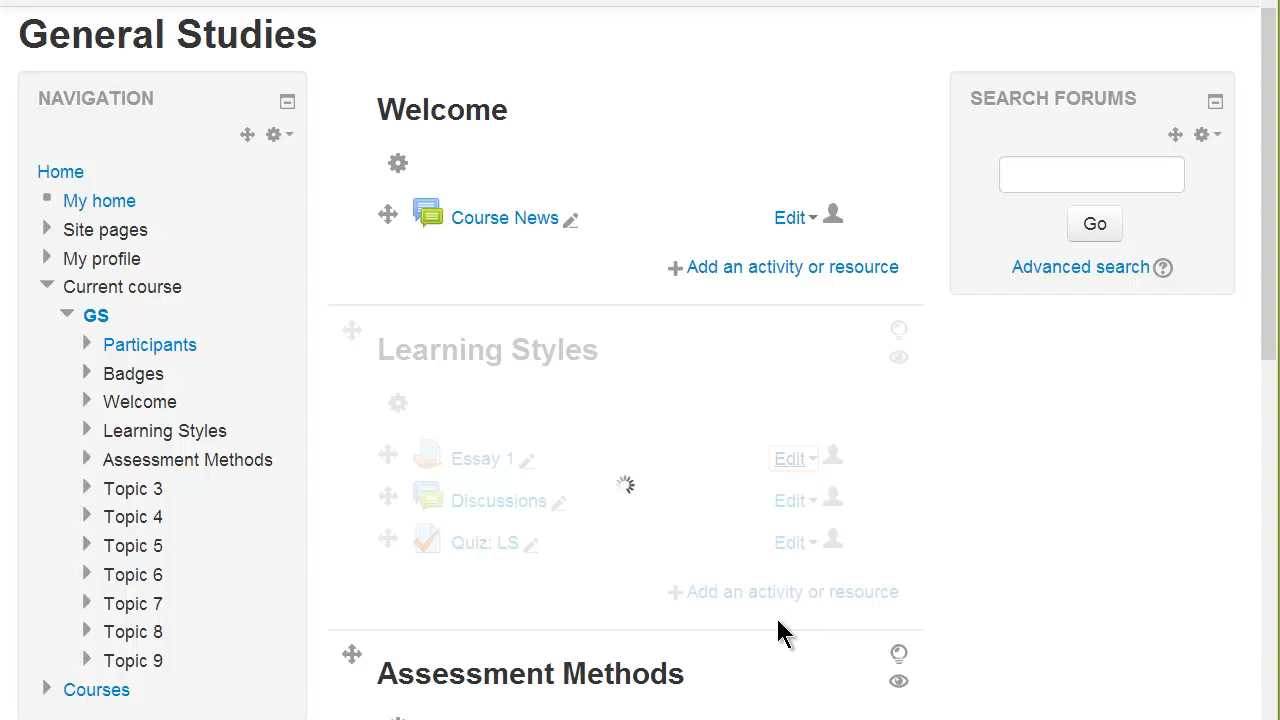 General Studies
NAVIGATION
Home
My home
Site pages
My profile
Current course
GS
Participants
Badges
Welcome
Learning Styles
Assessment Methods
Topic 3
Topic 4
Topic 5
Topic 6
Topic 7
Topic 8
Topic 9
Courses
Welcome
Course News Edit
Add an activity or resource
Learning Styles
Essay 1 Edit
Discussions Edit
Quiz: LS Edit
Add an activity or resource
Assessment Methods
SEARCH FORUMS
Go
Advanced search ?